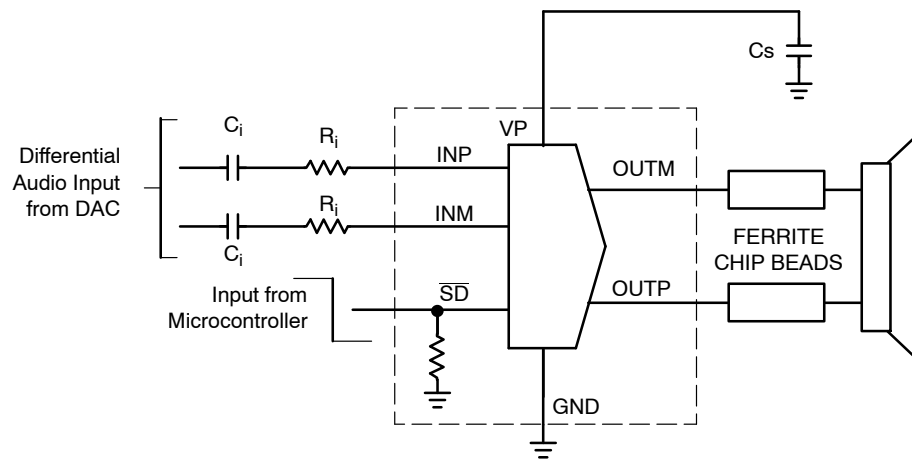 Cs
VP
Differential
Audio Input
from DAC
Ci
Ri
INP
OUTM
Ri
INM
Ci
FERRITE
CHIP BEADS
Input from
Microcontroller
SD
OUTP
GND